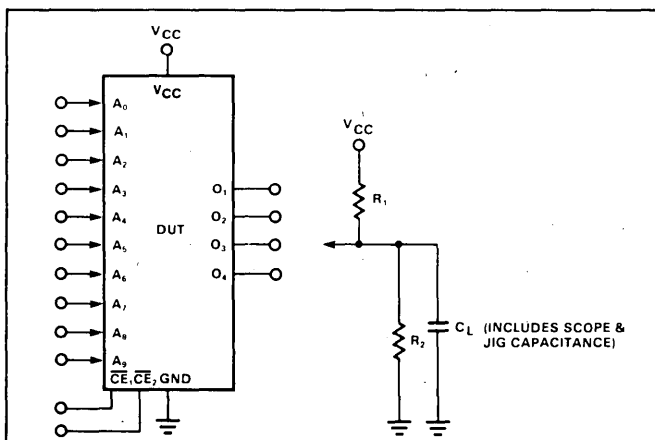 VCC
VCC
A0
A1
A2
A3
A4
A5
A6
A7
A8
A9
DUT
O1
O2
O3
O4
CE1 CE2 GND
VCC
R1
R2
CL (INCLUDES SCOPE &
JIG CAPACITANCE)